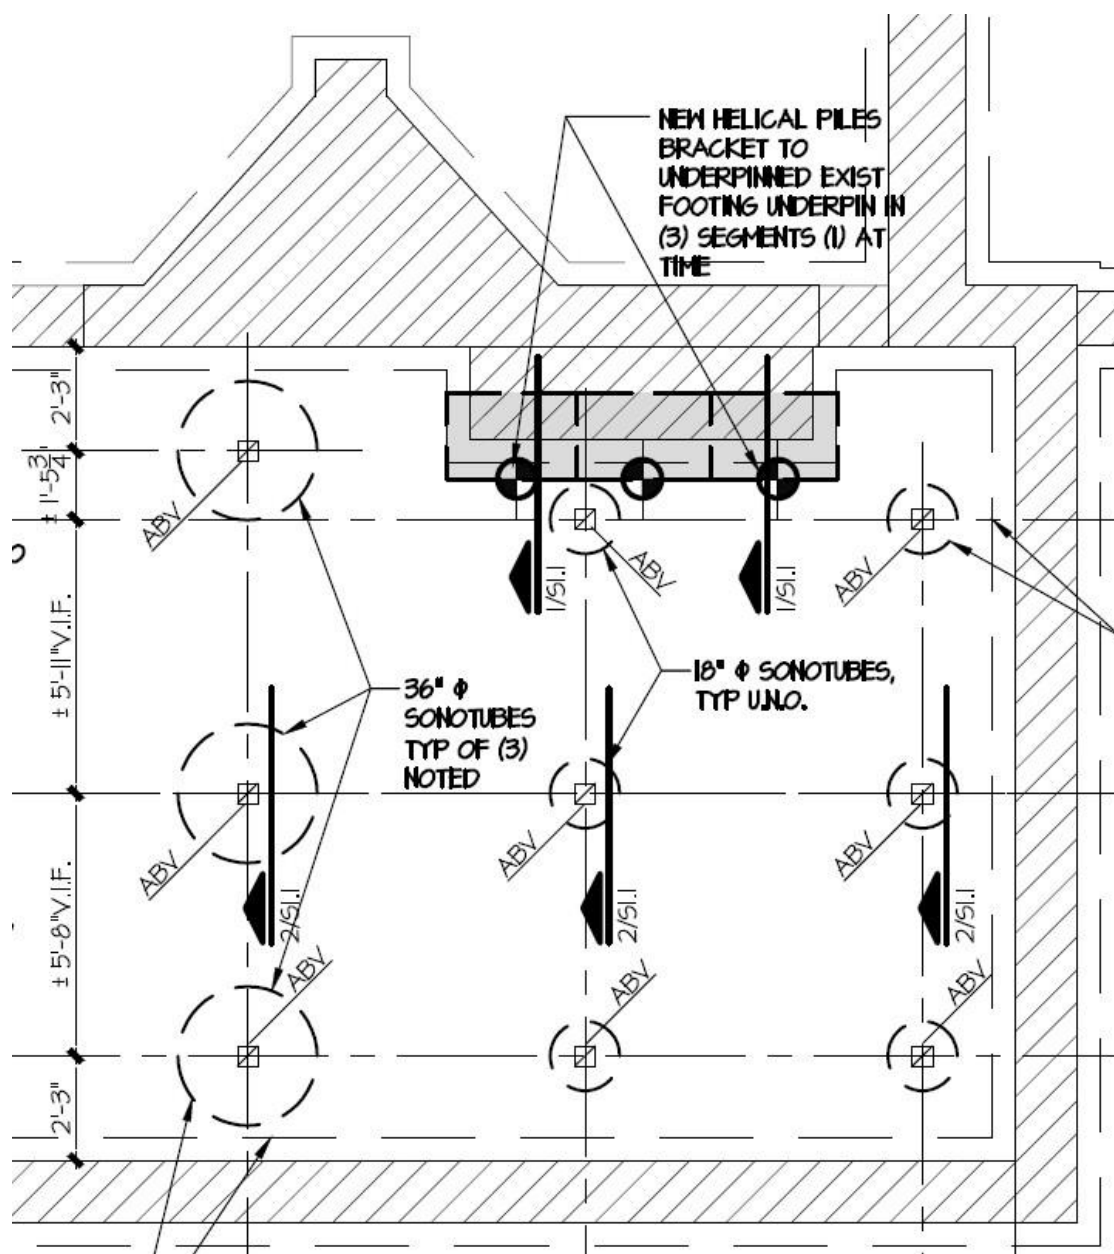 NEW HELICAL PILES
BRACKET TO
UNDERPINNED EXIST
FOOTING UNDERPIN IN
(3) SEGMENTS (1) AT
TIME
2'-3"
± 1'-5 3/4"
± 5'-11"V.I.F.
± 5'-8"V.I.F.
2'-3"
ABV
ABV
ABV
1/S1.1
1/S1.1
36" Φ
SONOTUBES
TYP OF (3)
NOTED
18" Φ SONOTUBES,
TYP U.N.O.
ABV
ABV
ABV
2/S1.1
2/S1.1
2/S1.1
ABV
ABV
ABV